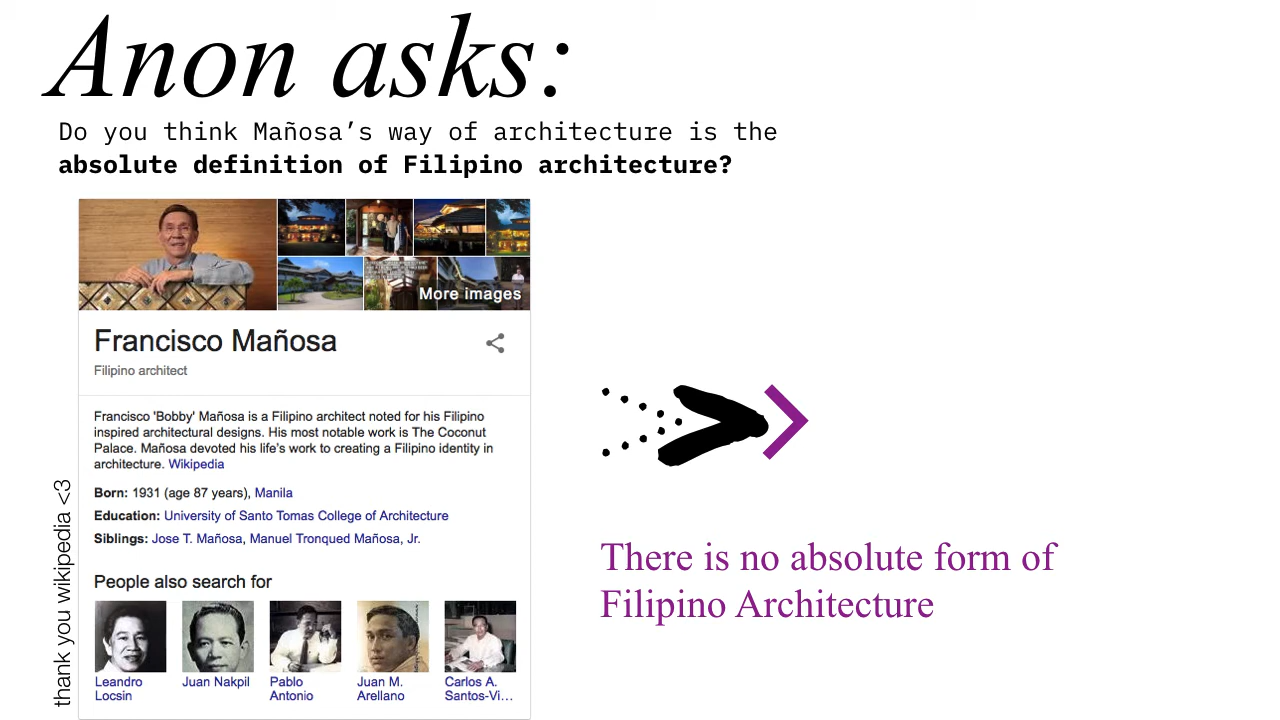 Anon asks:
Do you think Mañosa’s way of architecture is the
absolute definition of Filipino architecture?
More images
Francisco Mañosa
Filipino architect
Francisco 'Bobby' Mañosa is a Filipino architect noted for his Filipino
inspired architectural designs. His most notable work is The Coconut
Palace. Mañosa devoted his life's work to creating a Filipino identity in
architecture. Wikipedia
Born: 1931 (age 87 years), Manila
Education: University of Santo Tomas College of Architecture
Siblings: Jose T. Mañosa, Manuel Tronqued Mañosa, Jr.
People also search for
Leandro
Locsin
Juan Nakpil
Pablo
Antonio
Juan M.
Arellano
Carlos A.
Santos-Vi...
thank you wikipedia <3
There is no absolute form of
Filipino Architecture